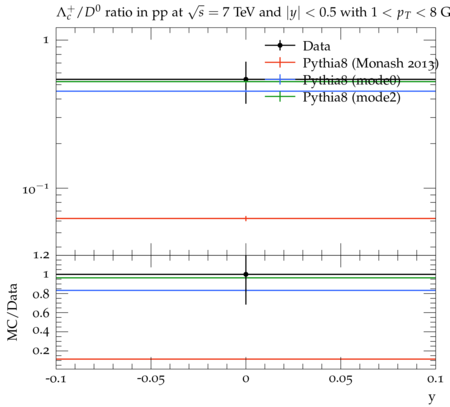 Λc+/D0 ratio in pp at √s = 7 TeV and |y| < 0.5 with 1 < pT < 8 G
1
Data
Pythia8 (Monash 2013)
Pythia8 (mode0)
Pythia8 (mode2)
10−1
1.2
1
0.8
0.6
0.4
0.2
MC/Data
-0.1 -0.05 0 0.05 0.1
y